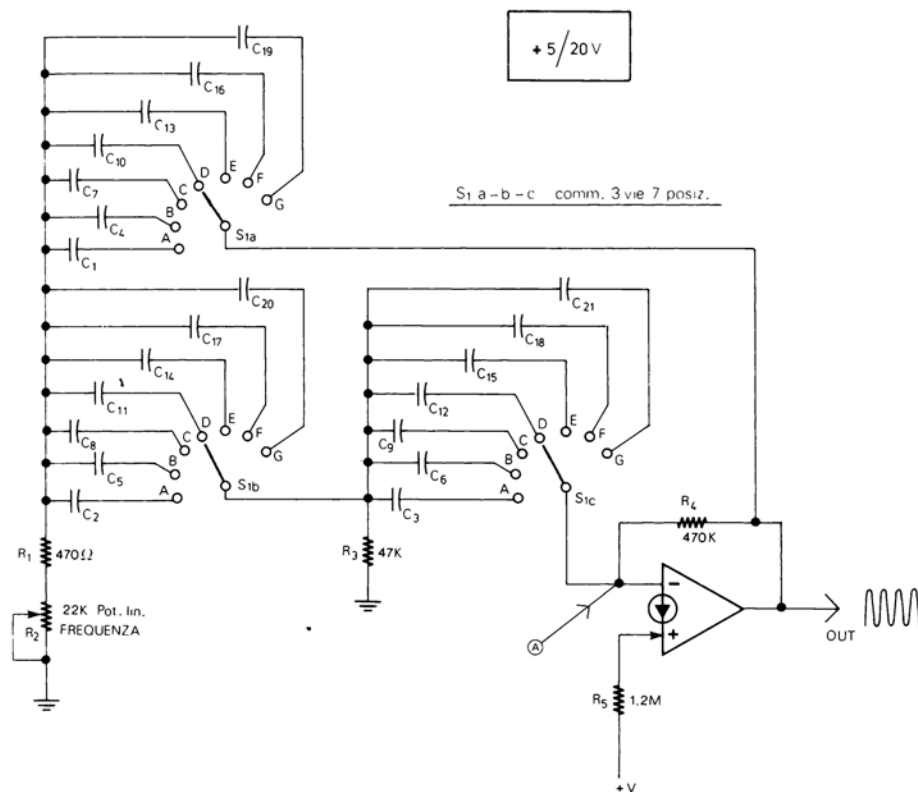 C19
+5/20 V
C16
C13
C10
E
F
D
C7
C
G
S1 a-b-c comm. 3 vie 7 posiz.
C4
B
S1a
C1
A
C20
C21
C17
C18
C14
C15
C11
C12
D
E
F
D
E
F
C8
C
G
C9
C
G
C5
B
C6
B
C2
A
S1b
C3
A
S1c
R4
470K
R1
470Ω
R3
47K
−
+
OUT
22K Pot. lin.
FREQUENZA
R2
A
R5
1.2M
+V